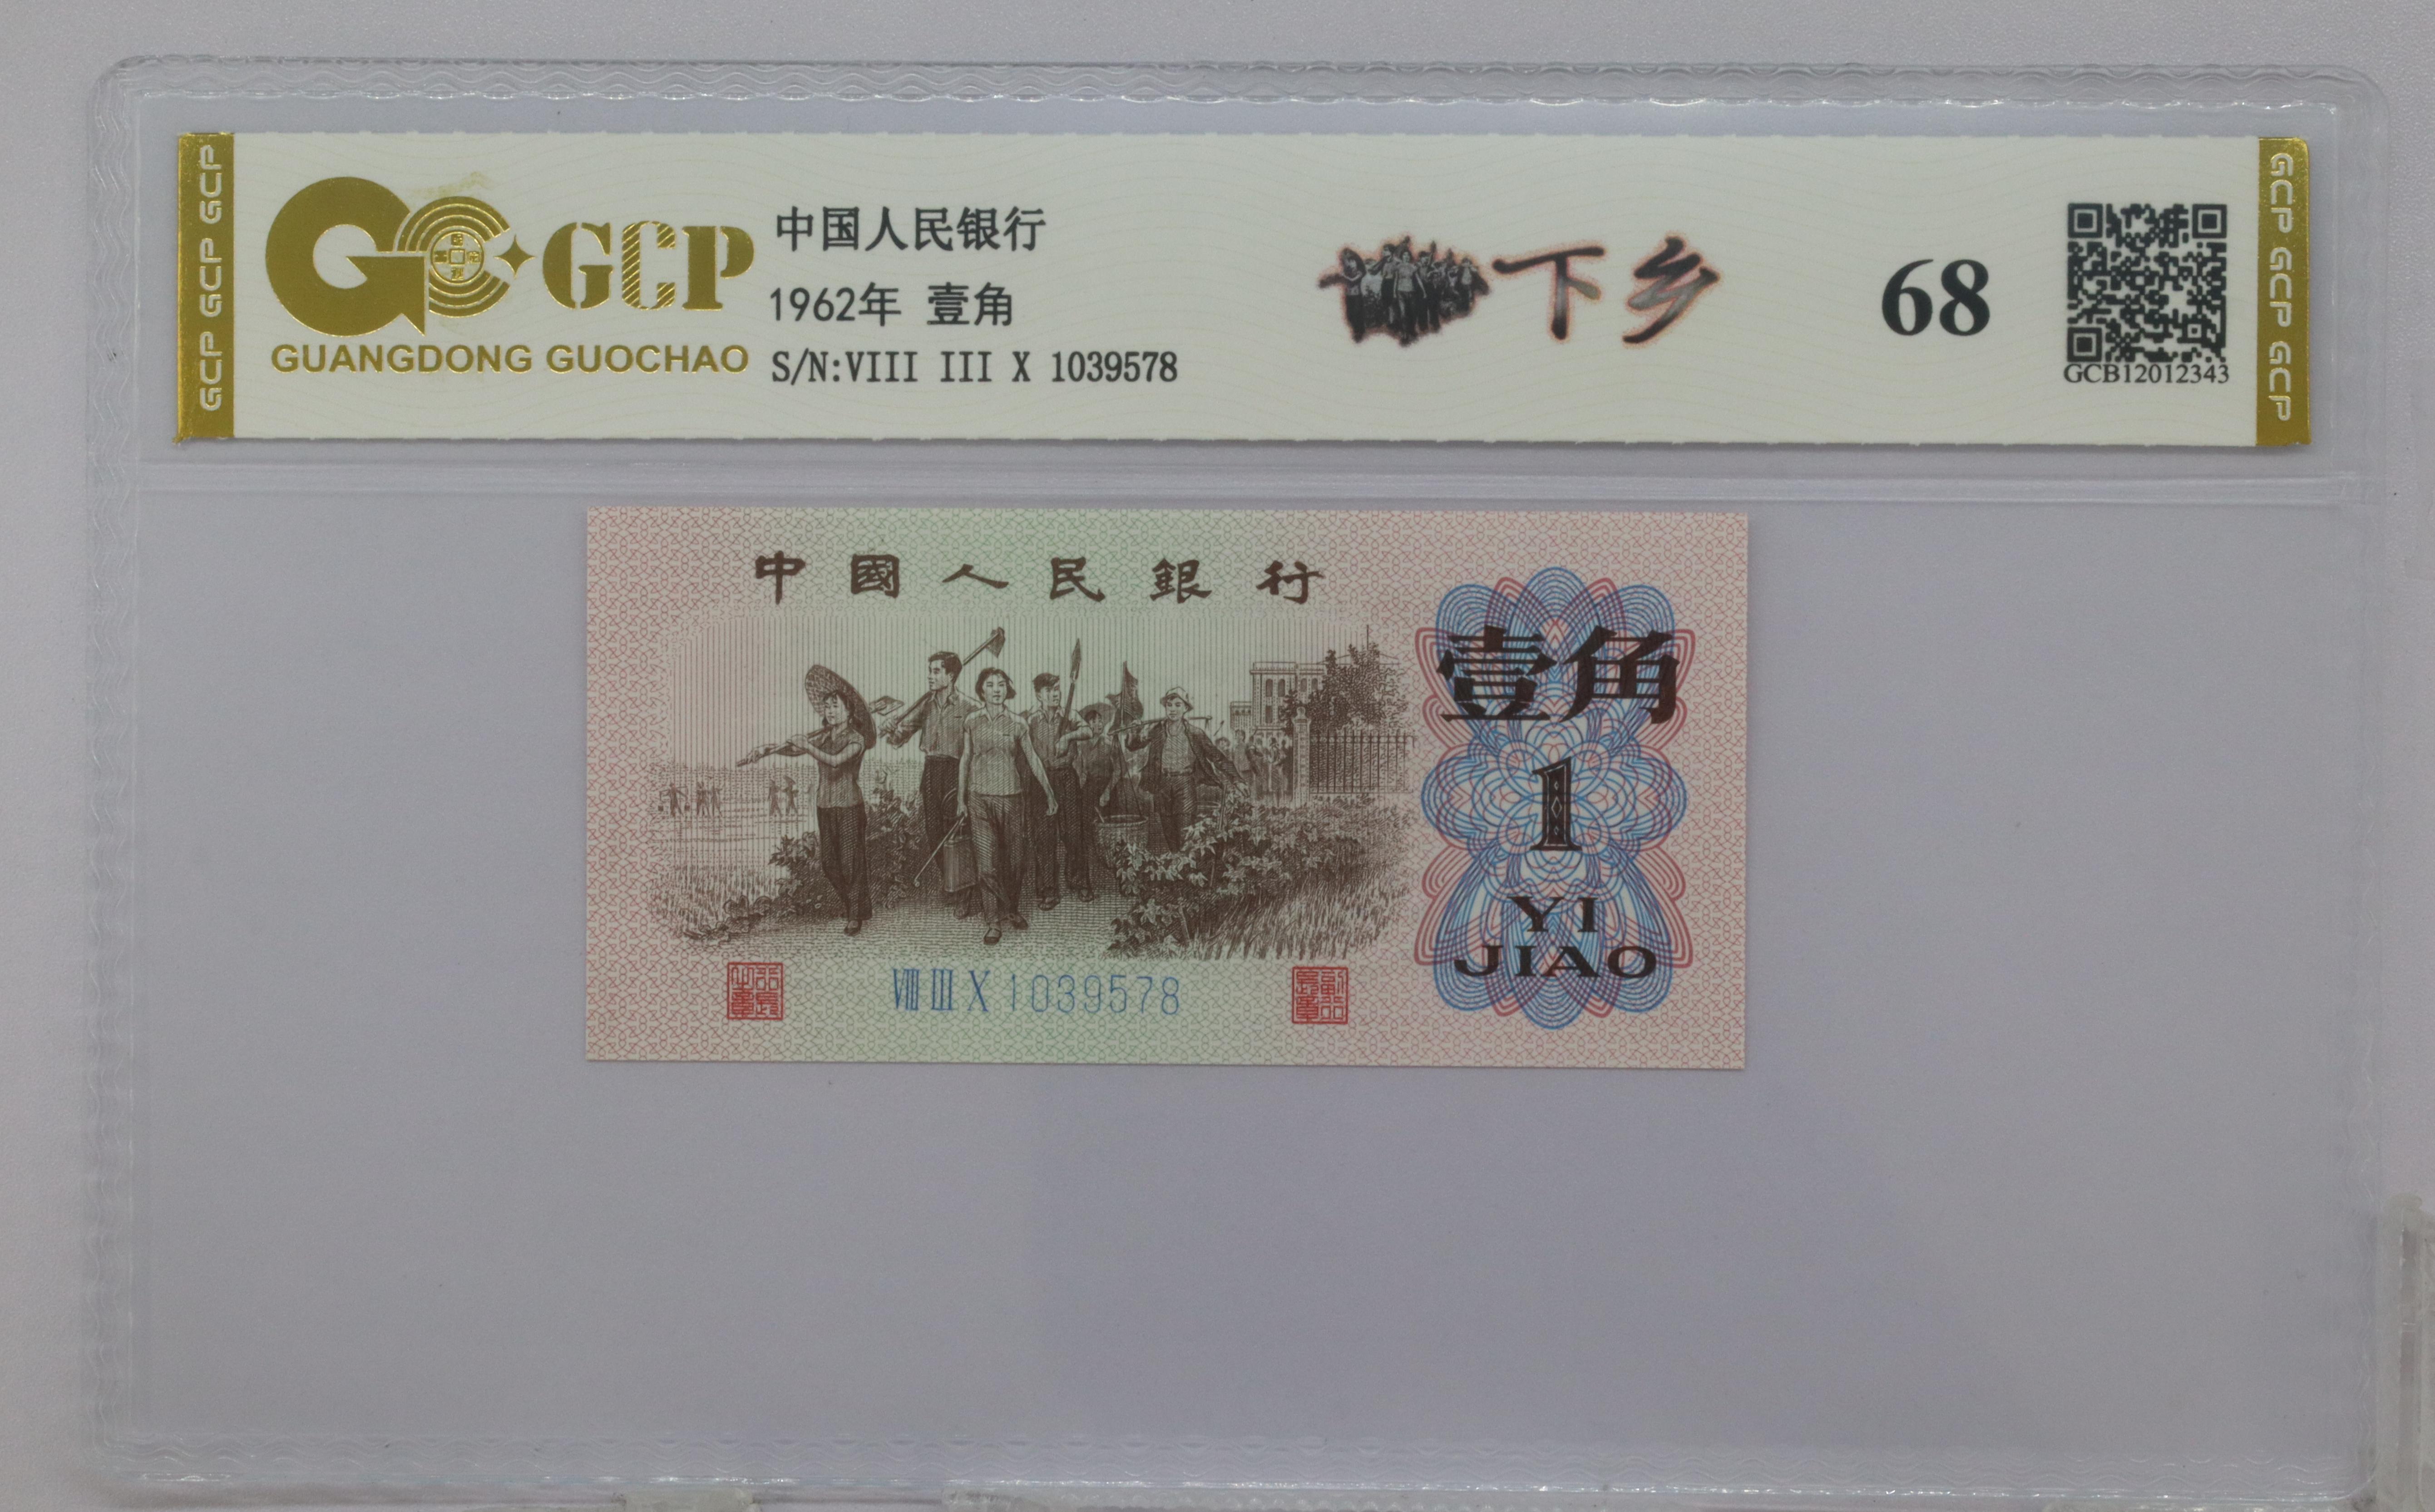 GCP GCP GCP
GCP
GUANGDONG GUOCHAO
中国人民银行
1962年 壹角
S/N:VIII III X 1039578
下乡
68
GCB12012343
GCP GCP GCP
中國人民銀行
壹角
1
YI
JIAO
VIII III X 1039578